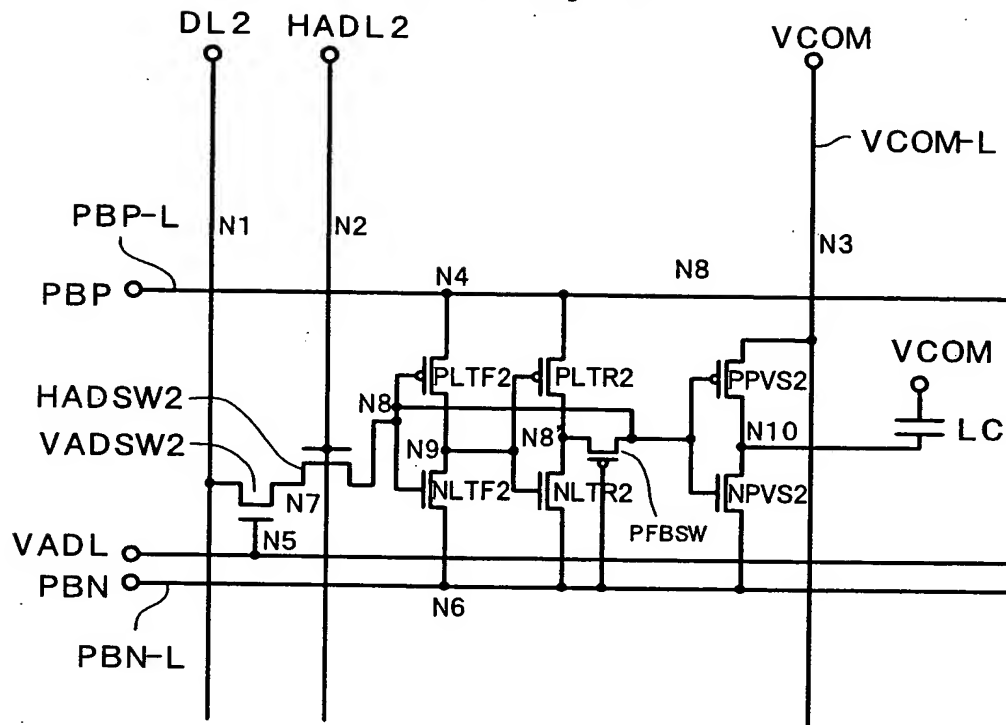 DL2 HADL2 VCOM
VCOM-L
PBP-L N1 N2 N3
PBP N4 N8
VCOM
PLTF2 PLTR2 PPVS2
HADSW2 N8
VADSW2 N9 N8' N10 LC
N7 NLTF2 NLTR2 NPVS2
PFBSW
VADL N5
PBN
N6
PBN-L